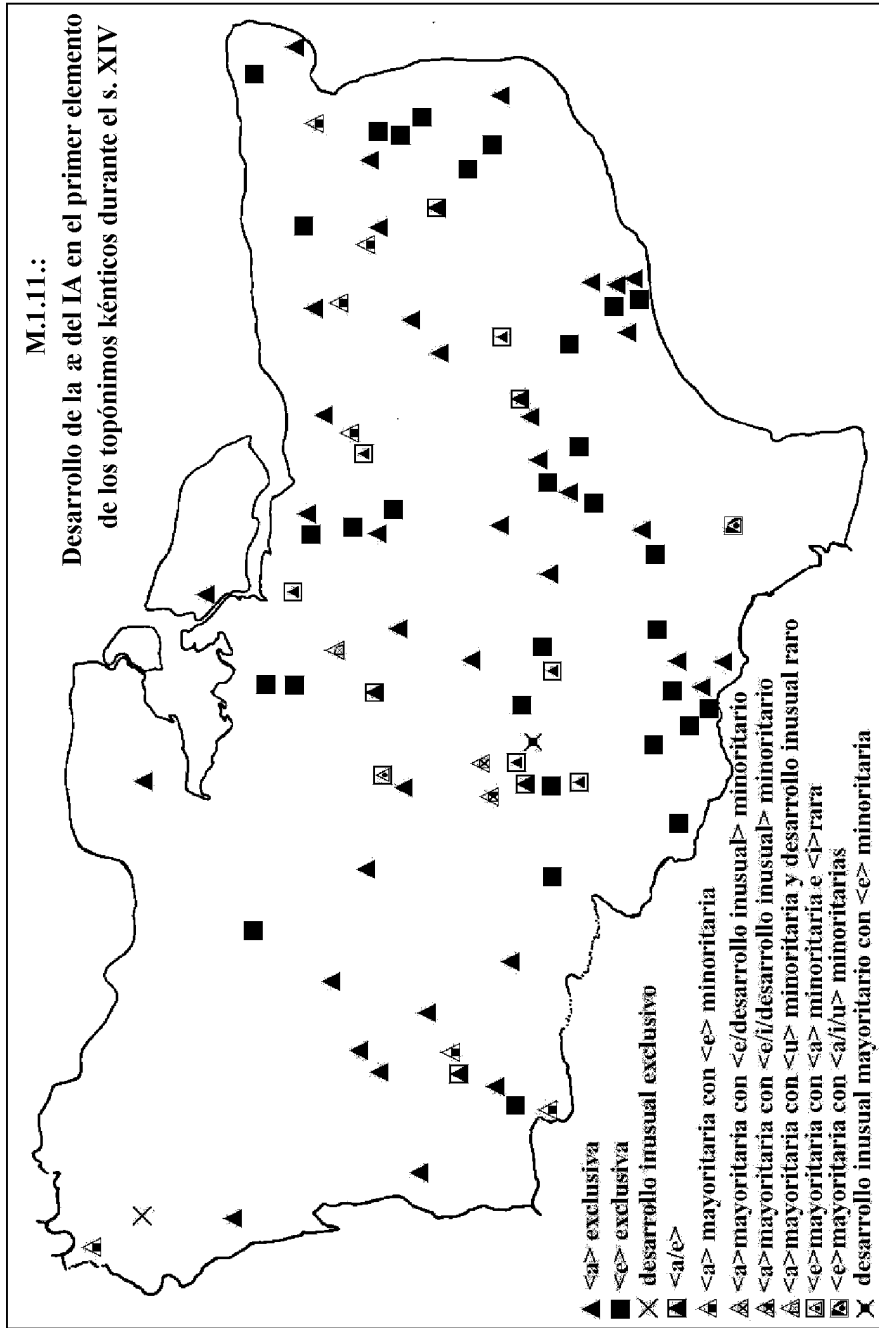 M.1.11.:
Desarrollo de la æ del IA en el primer elemento
de los topónimos kénticos durante el s. XIV
<a> exclusiva
<e> exclusiva
desarrollo inusual exclusivo
<a/e>
<a> mayoritaria con <e> minoritaria
<a>mayoritaria con <e/desarrollo inusual> minoritario
<a>mayoritario con <e/i/desarrollo inusual> minoritario
<a>mayoritaria con <u> minoritaria y desarrollo inusual raro
<e>mayoritaria con <a> minoritaria e <i>rara
<e>mayoritaria con <a/i/u> minoritarias
desarrollo inusual mayoritario con <e> minoritaria